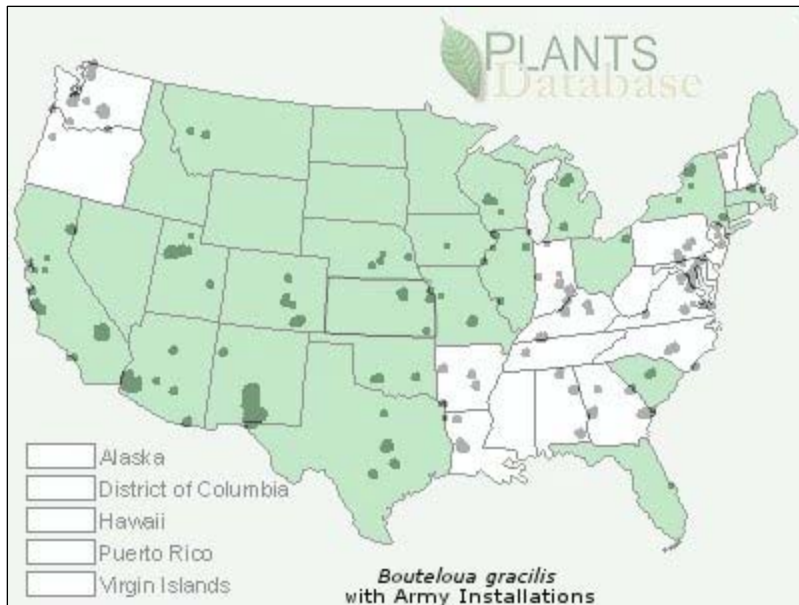 PLANTS
Database
Alaska
District of Columbia
Hawaii
Puerto Rico
Virgin Islands
Bouteloua gracilis
with Army Installations